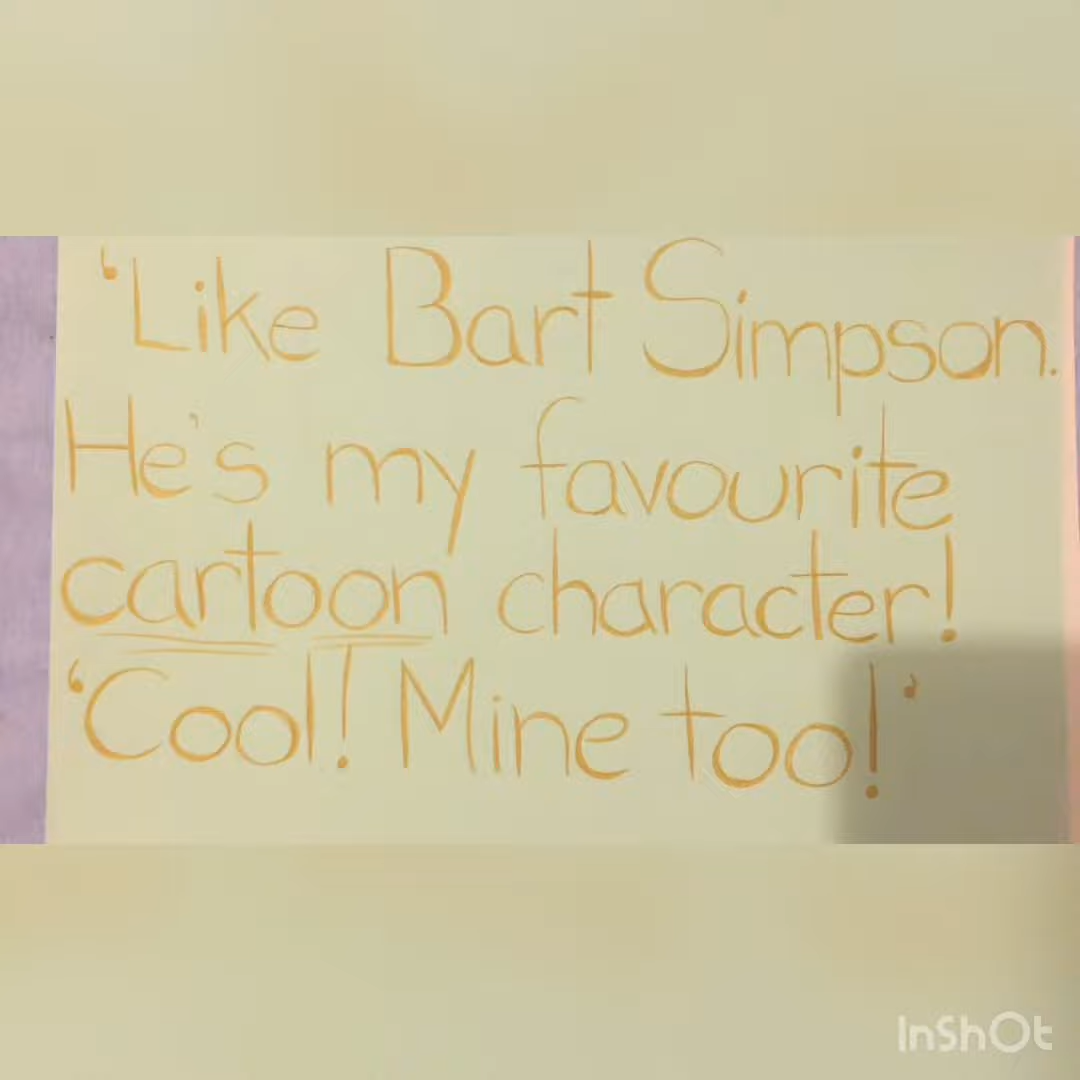 ‘Like Bart Simpson.
He's my favourite
cartoon character!
‘Cool! Mine too!’
InShOt